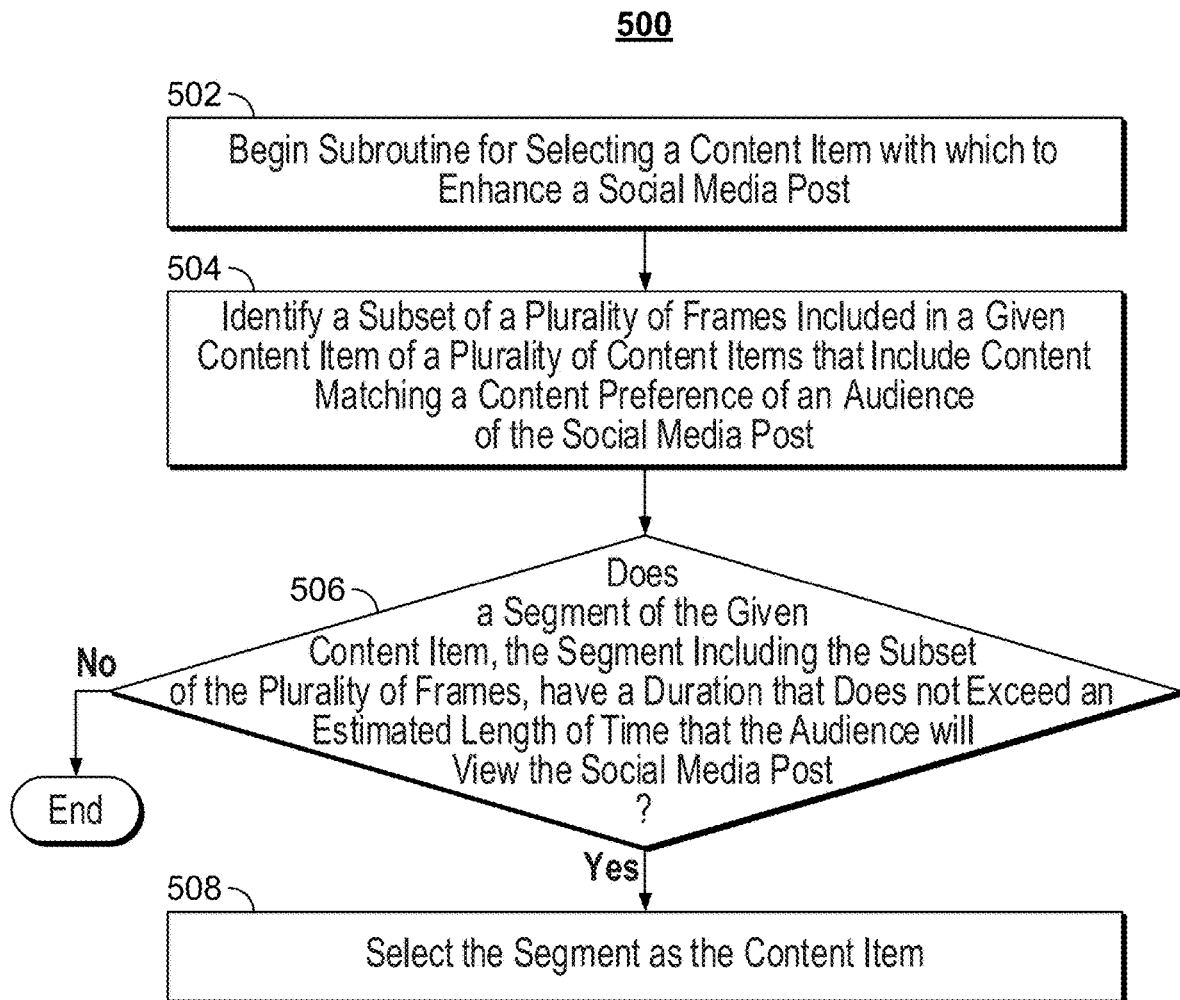 500
502
Begin Subroutine for Selecting a Content Item with which to
Enhance a Social Media Post
504
Identify a Subset of a Plurality of Frames Included in a Given
Content Item of a Plurality of Content Items that Include Content
Matching a Content Preference of an Audience
of the Social Media Post
506
Does
a Segment of the Given
Content Item, the Segment Including the Subset
of the Plurality of Frames, have a Duration that Does not Exceed an
Estimated Length of Time that the Audience will
View the Social Media Post
?
No
End
Yes
508
Select the Segment as the Content Item